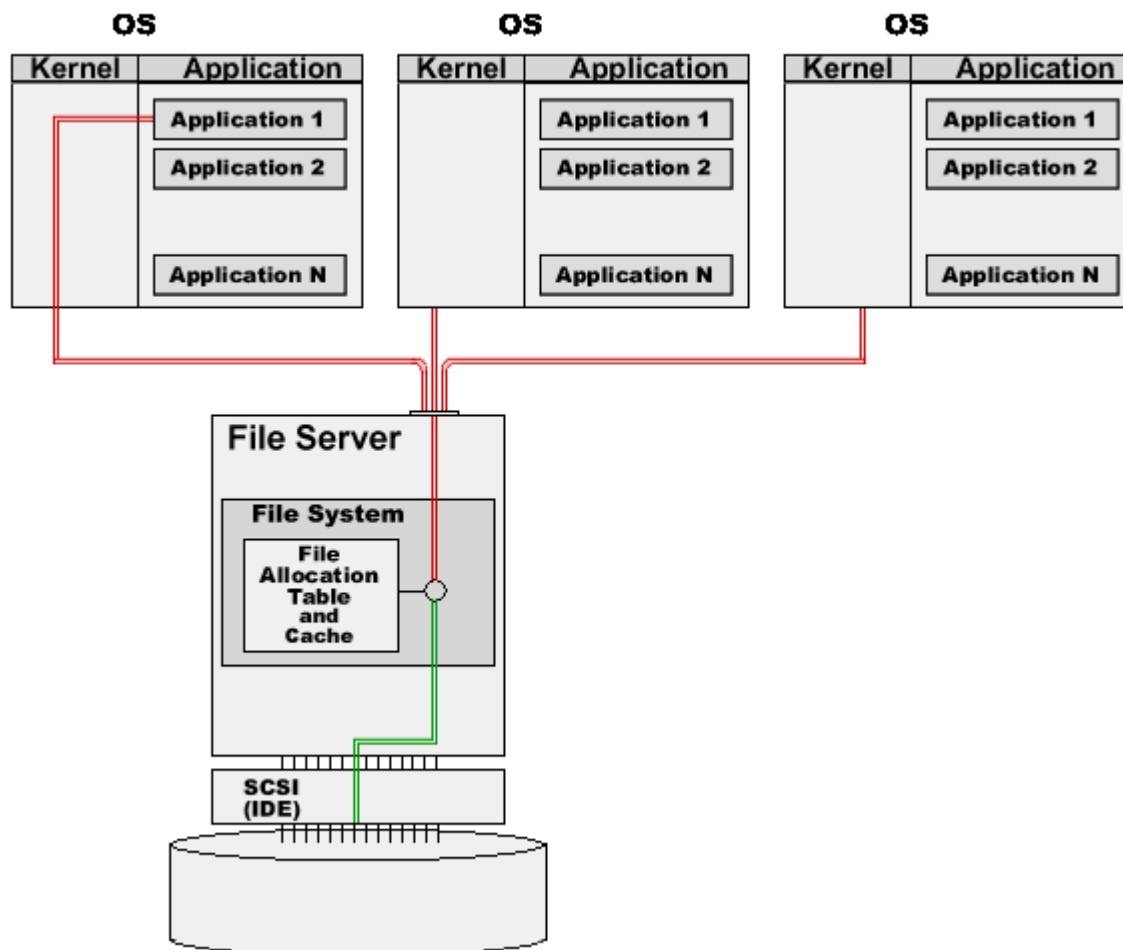 OS OS OS
Kernel Application Kernel Application Kernel Application
Application 1 Application 1 Application 1
Application 2 Application 2 Application 2
Application N Application N Application N
File Server
File System
File
Allocation
Table
and
Cache
SCSI
(IDE)